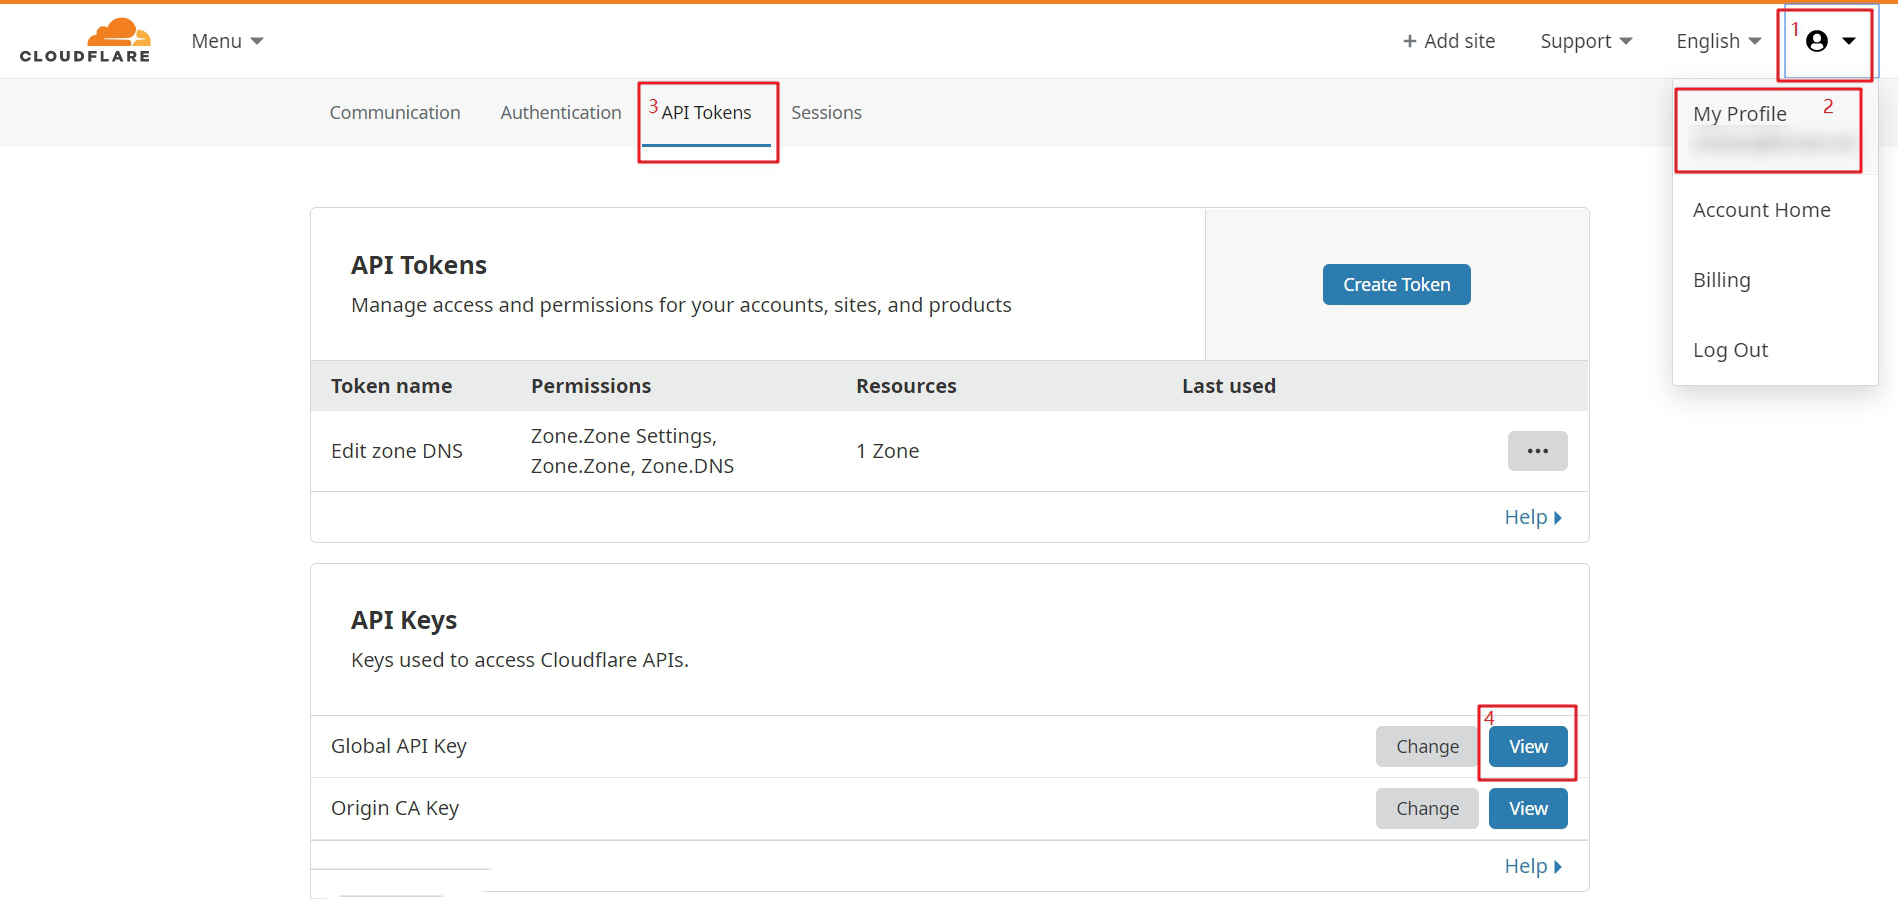 CLOUDFLARE
Menu
+ Add site
Support
English
1
Communication
Authentication
3
API Tokens
Sessions
My Profile
2
Account Home
Billing
Log Out
API Tokens
Manage access and permissions for your accounts, sites, and products
Create Token
Token name
Permissions
Resources
Last used
Edit zone DNS
Zone.Zone Settings,
Zone.Zone, Zone.DNS
1 Zone
Help
API Keys
Keys used to access Cloudflare APIs.
Global API Key
Change
4
View
Origin CA Key
Change
View
Help